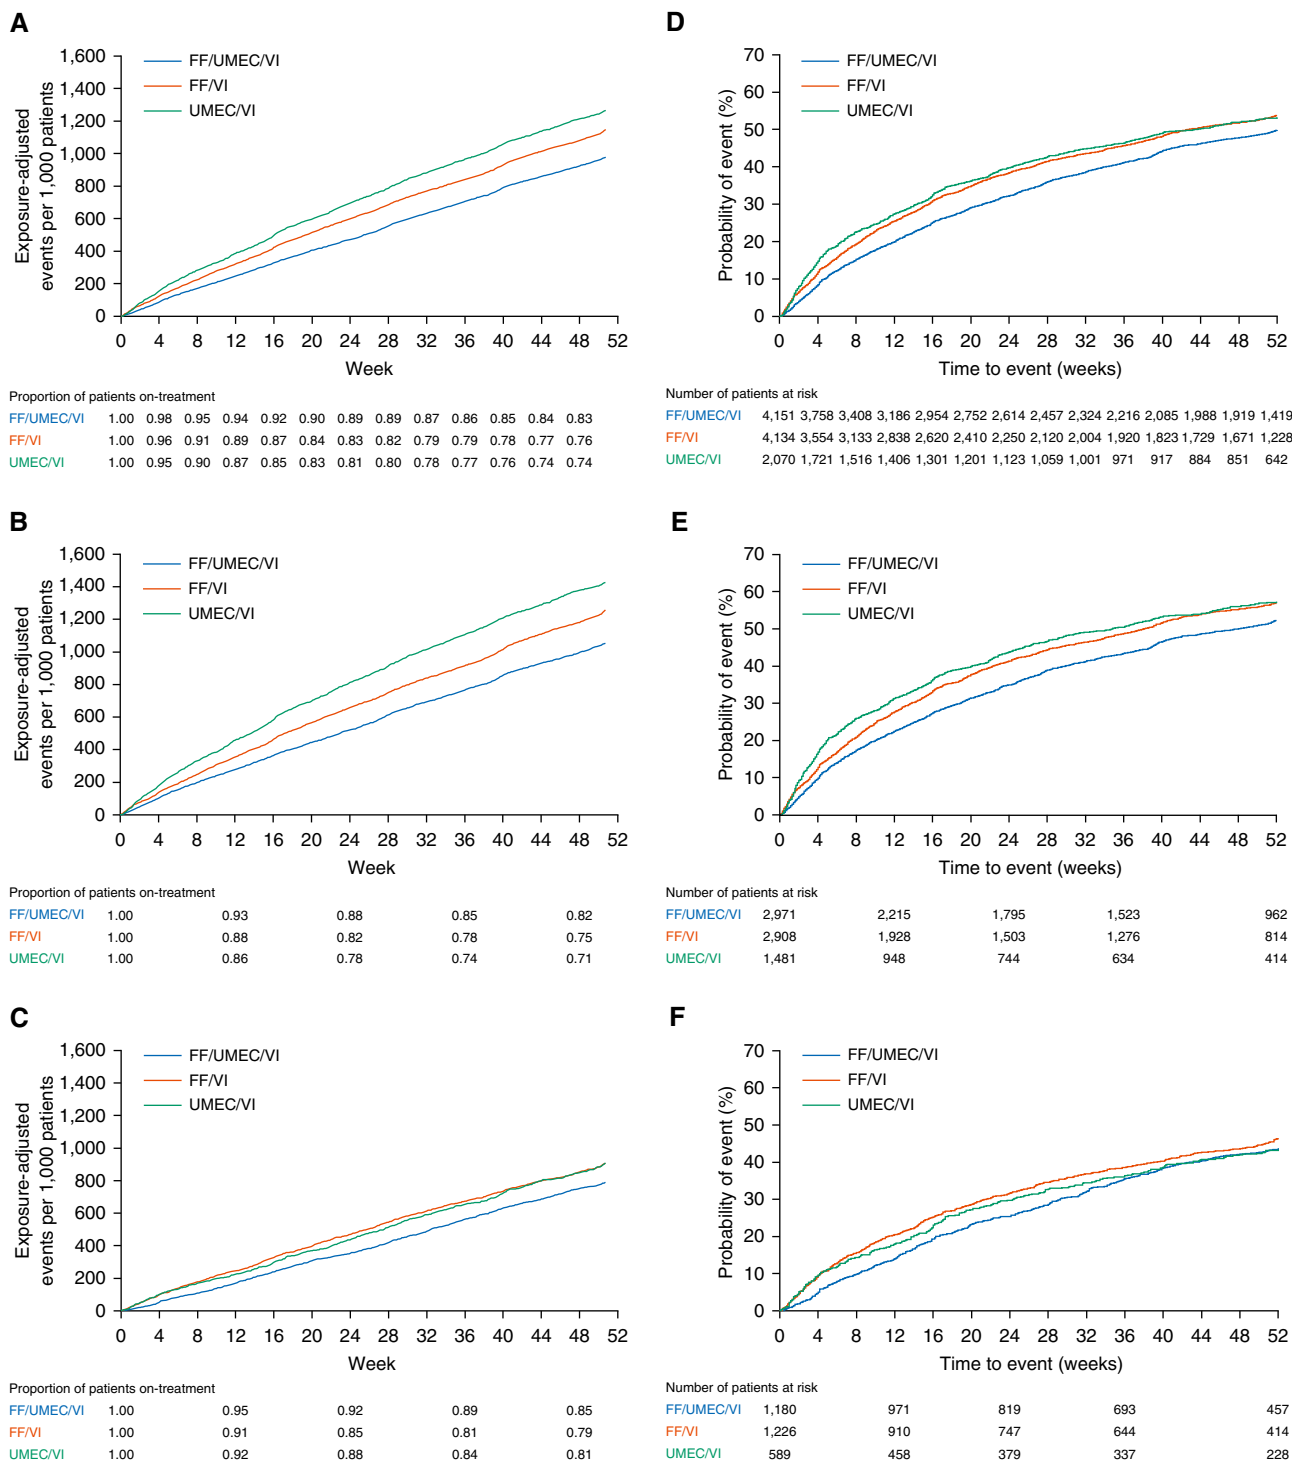 A
1,600
1,400
1,200
1,000
800
600
400
200
0
Exposure-adjusted
events per 1,000 patients
FF/UMEC/VI
FF/VI
UMEC/VI
0 4 8 12 16 20 24 28 32 36 40 44 48 52
Week
Proportion of patients on-treatment
FF/UMEC/VI 1.00 0.98 0.95 0.94 0.92 0.90 0.89 0.89 0.87 0.86 0.85 0.84 0.83
FF/VI 1.00 0.96 0.91 0.89 0.87 0.84 0.83 0.82 0.79 0.79 0.78 0.77 0.76
UMEC/VI 1.00 0.95 0.90 0.87 0.85 0.83 0.81 0.80 0.78 0.77 0.76 0.74 0.74
D
70
60
50
40
30
20
10
0
Probability of event (%)
FF/UMEC/VI
FF/VI
UMEC/VI
0 4 8 12 16 20 24 28 32 36 40 44 48 52
Time to event (weeks)
Number of patients at risk
FF/UMEC/VI 4,151 3,758 3,408 3,186 2,954 2,752 2,614 2,457 2,324 2,216 2,085 1,988 1,919 1,419
FF/VI 4,134 3,554 3,133 2,838 2,620 2,410 2,250 2,120 2,004 1,920 1,823 1,729 1,671 1,228
UMEC/VI 2,070 1,721 1,516 1,406 1,301 1,201 1,123 1,059 1,001 971 917 884 851 642
B
1,600
1,400
1,200
1,000
800
600
400
200
0
Exposure-adjusted
events per 1,000 patients
FF/UMEC/VI
FF/VI
UMEC/VI
0 4 8 12 16 20 24 28 32 36 40 44 48 52
Week
Proportion of patients on-treatment
FF/UMEC/VI 1.00 0.93 0.88 0.85 0.82
FF/VI 1.00 0.88 0.82 0.78 0.75
UMEC/VI 1.00 0.86 0.78 0.74 0.71
E
70
60
50
40
30
20
10
0
Probability of event (%)
FF/UMEC/VI
FF/VI
UMEC/VI
0 4 8 12 16 20 24 28 32 36 40 44 48 52
Time to event (weeks)
Number of patients at risk
FF/UMEC/VI 2,971 2,215 1,795 1,523 962
FF/VI 2,908 1,928 1,503 1,276 814
UMEC/VI 1,481 948 744 634 414
C
1,600
1,400
1,200
1,000
800
600
400
200
0
Exposure-adjusted
events per 1,000 patients
FF/UMEC/VI
FF/VI
UMEC/VI
0 4 8 12 16 20 24 28 32 36 40 44 48 52
Week
Proportion of patients on-treatment
FF/UMEC/VI 1.00 0.95 0.92 0.89 0.85
FF/VI 1.00 0.91 0.85 0.81 0.79
UMEC/VI 1.00 0.92 0.88 0.84 0.81
F
70
60
50
40
30
20
10
0
Probability of event (%)
FF/UMEC/VI
FF/VI
UMEC/VI
0 4 8 12 16 20 24 28 32 36 40 44 48 52
Time to event (weeks)
Number of patients at risk
FF/UMEC/VI 1,180 971 819 693 457
FF/VI 1,226 910 747 644 414
UMEC/VI 589 458 379 337 228